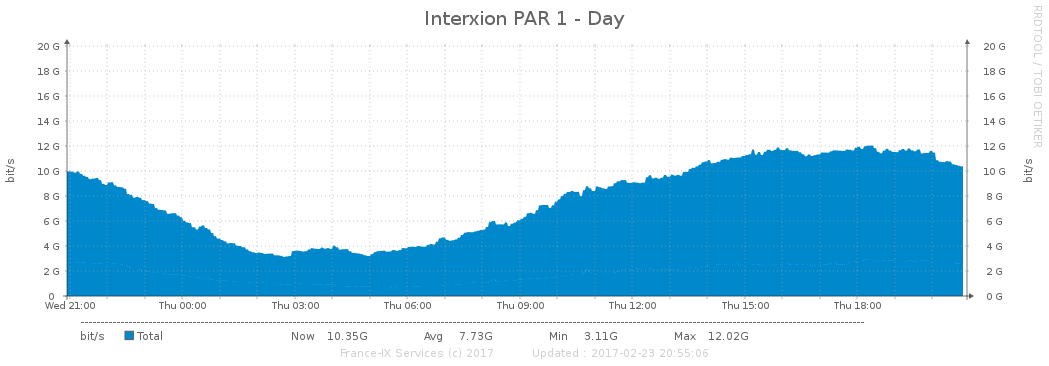 Interxion PAR 1 - Day
RRDTOOL / TOBI OETIKER
bit/s
bit/s
20 G 20 G
18 G 18 G
16 G 16 G
14 G 14 G
12 G 12 G
10 G 10 G
8 G 8 G
6 G 6 G
4 G 4 G
2 G 2 G
0 0 G
Wed 21:00 Thu 00:00 Thu 03:00 Thu 06:00 Thu 09:00 Thu 12:00 Thu 15:00 Thu 18:00
bit/s Total Now 10.35G Avg 7.73G Min 3.11G Max 12.02G
France-IX Services (c) 2017 Updated : 2017-02-23 20:55:06